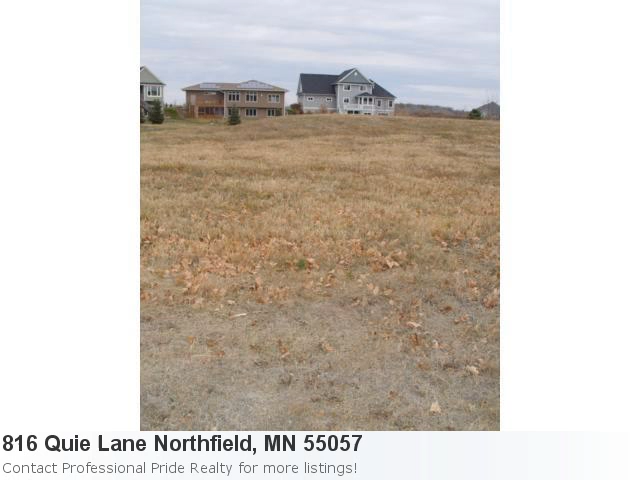 816 Quie Lane Northfield, MN 55057
Contact Professional Pride Realty for more listings!